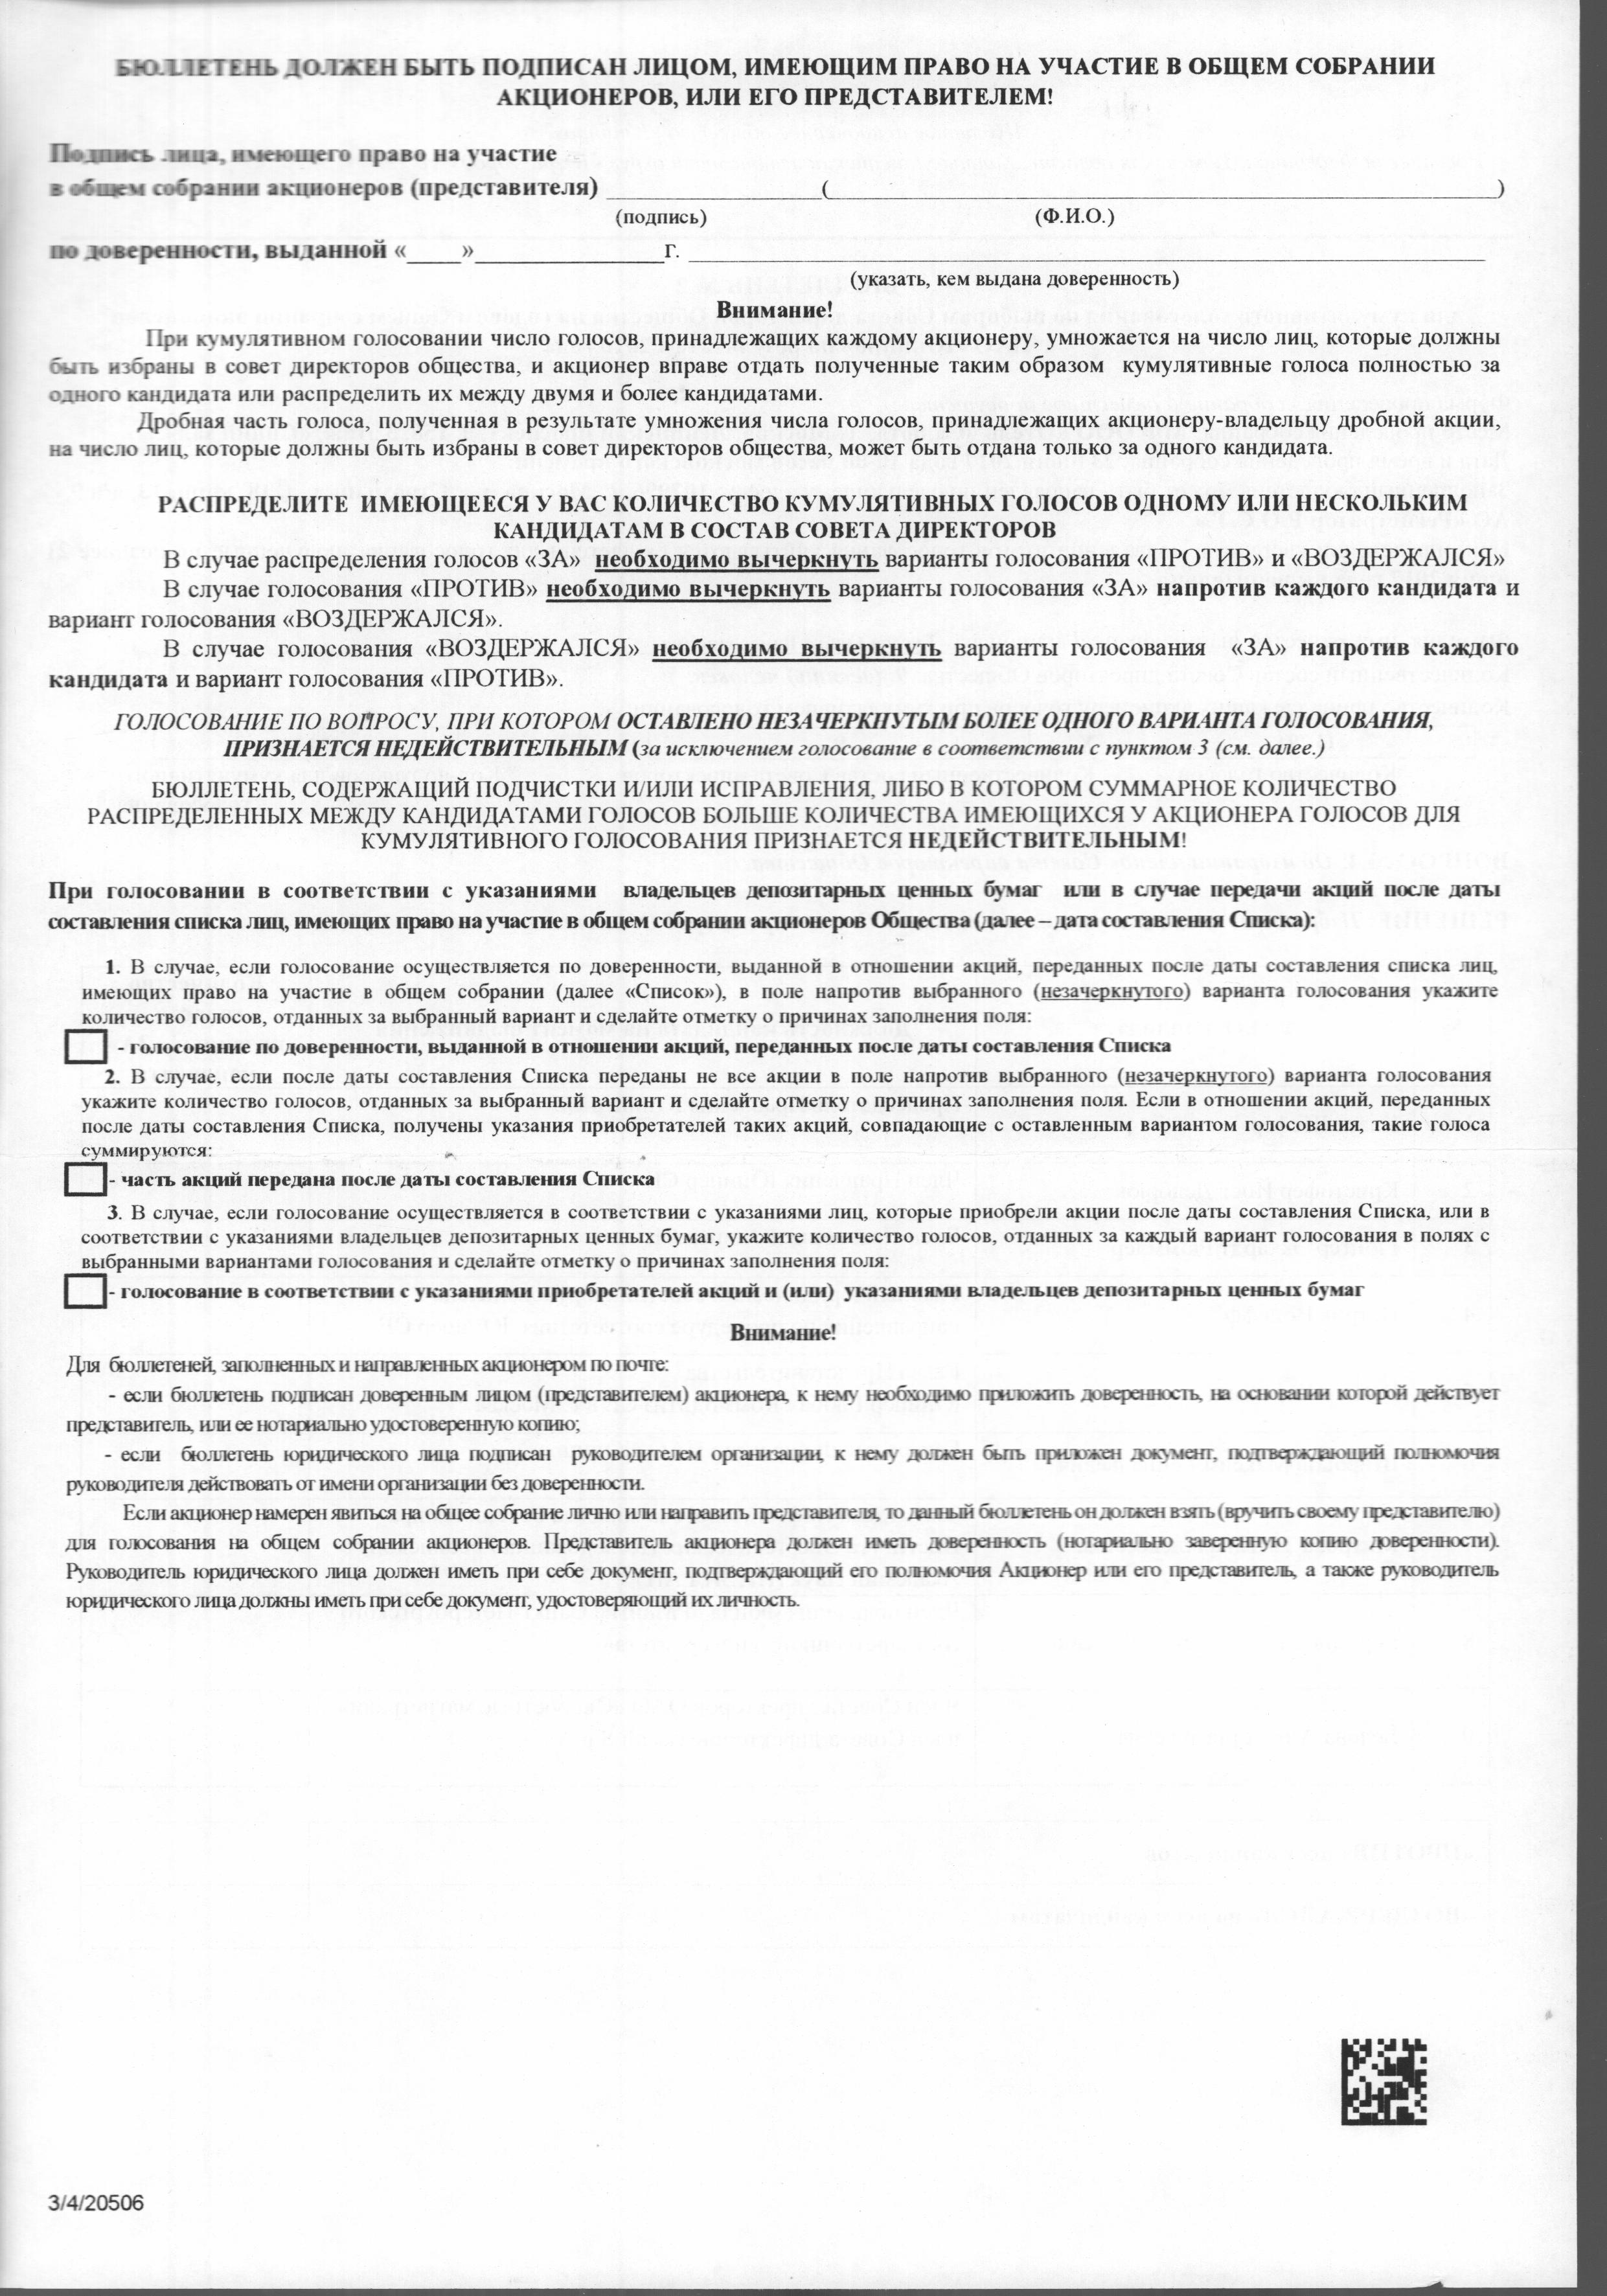 БЮЛЛЕТЕНЬ ДОЛЖЕН БЫТЬ ПОДПИСАН ЛИЦОМ, ИМЕЮЩИМ ПРАВО НА УЧАСТИЕ В ОБЩЕМ СОБРАНИИ
АКЦИОНЕРОВ, ИЛИ ЕГО ПРЕДСТАВИТЕЛЕМ!
Подпись лица, имеющего право на участие
в общем собрании акционеров (представителя) ________________(________________________________________________)
(подпись) (Ф.И.О.)
по доверенности, выданной «____»______________г. ____________________________________________________________
(указать, кем выдана доверенность)
Внимание!
При кумулятивном голосовании число голосов, принадлежащих каждому акционеру, умножается на число лиц, которые должны
быть избраны в совет директоров общества, и акционер вправе отдать полученные таким образом кумулятивные голоса полностью за
одного кандидата или распределить их между двумя и более кандидатами.
Дробная часть голоса, полученная в результате умножения числа голосов, принадлежащих акционеру-владельцу дробной акции,
на число лиц, которые должны быть избраны в совет директоров общества, может быть отдана только за одного кандидата.
РАСПРЕДЕЛИТЕ ИМЕЮЩЕЕСЯ У ВАС КОЛИЧЕСТВО КУМУЛЯТИВНЫХ ГОЛОСОВ ОДНОМУ ИЛИ НЕСКОЛЬКИМ
КАНДИДАТАМ В СОСТАВ СОВЕТА ДИРЕКТОРОВ
В случае распределения голосов «ЗА» необходимо вычеркнуть варианты голосования «ПРОТИВ» и «ВОЗДЕРЖАЛСЯ»
В случае голосования «ПРОТИВ» необходимо вычеркнуть варианты голосования «ЗА» напротив каждого кандидата и
вариант голосования «ВОЗДЕРЖАЛСЯ».
В случае голосования «ВОЗДЕРЖАЛСЯ» необходимо вычеркнуть варианты голосования «ЗА» напротив каждого
кандидата и вариант голосования «ПРОТИВ».
ГОЛОСОВАНИЕ ПО ВОПРОСУ, ПРИ КОТОРОМ ОСТАВЛЕНО НЕЗАЧЕРКНУТЫМ БОЛЕЕ ОДНОГО ВАРИАНТА ГОЛОСОВАНИЯ,
ПРИЗНАЕТСЯ НЕДЕЙСТВИТЕЛЬНЫМ (за исключением голосование в соответствии с пунктом 3 (см. далее.)
БЮЛЛЕТЕНЬ, СОДЕРЖАЩИЙ ПОДЧИСТКИ И/ИЛИ ИСПРАВЛЕНИЯ, ЛИБО В КОТОРОМ СУММАРНОЕ КОЛИЧЕСТВО
РАСПРЕДЕЛЕННЫХ МЕЖДУ КАНДИДАТАМИ ГОЛОСОВ БОЛЬШЕ КОЛИЧЕСТВА ИМЕЮЩИХСЯ У АКЦИОНЕРА ГОЛОСОВ ДЛЯ
КУМУЛЯТИВНОГО ГОЛОСОВАНИЯ ПРИЗНАЕТСЯ НЕДЕЙСТВИТЕЛЬНЫМ!
При голосовании в соответствии с указаниями владельцев депозитарных ценных бумаг или в случае передачи акций после даты
составления списка лиц, имеющих право на участие в общем собрании акционеров Общества (далее – дата составления Списка):
1. В случае, если голосование осуществляется по доверенности, выданной в отношении акций, переданных после даты составления списка лиц,
имеющих право на участие в общем собрании (далее «Список»), в поле напротив выбранного (незачеркнутого) варианта голосования укажите
количество голосов, отданных за выбранный вариант и сделайте отметку о причинах заполнения поля:
- голосование по доверенности, выданной в отношении акций, переданных после даты составления Списка
2. В случае, если после даты составления Списка переданы не все акции в поле напротив выбранного (незачеркнутого) варианта голосования
укажите количество голосов, отданных за выбранный вариант и сделайте отметку о причинах заполнения поля. Если в отношении акций, переданных
после даты составления Списка, получены указания приобретателей таких акций, совпадающие с оставленным вариантом голосования, такие голоса
суммируются:
- часть акций передана после даты составления Списка
3. В случае, если голосование осуществляется в соответствии с указаниями лиц, которые приобрели акции после даты составления Списка, или в
соответствии с указаниями владельцев депозитарных ценных бумаг, укажите количество голосов, отданных за каждый вариант голосования в полях с
выбранными вариантами голосования и сделайте отметку о причинах заполнения поля:
- голосование в соответствии с указаниями приобретателей акций и (или) указаниями владельцев депозитарных ценных бумаг
Внимание!
Для бюллетеней, заполненных и направленных акционером по почте:
- если бюллетень подписан доверенным лицом (представителем) акционера, к нему необходимо приложить доверенность, на основании которой действует
представитель, или ее нотариально удостоверенную копию;
- если бюллетень юридического лица подписан руководителем организации, к нему должен быть приложен документ, подтверждающий полномочия
руководителя действовать от имени организации без доверенности.
Если акционер намерен явиться на общее собрание лично или направить представителя, то данный бюллетень он должен взять (вручить своему представителю)
для голосования на общем собрании акционеров. Представитель акционера должен иметь доверенность (нотариально заверенную копию доверенности).
Руководитель юридического лица должен иметь при себе документ, подтверждающий его полномочия Акционер или его представитель, а также руководитель
юридического лица должны иметь при себе документ, удостоверяющий их личность.
3/4/20506